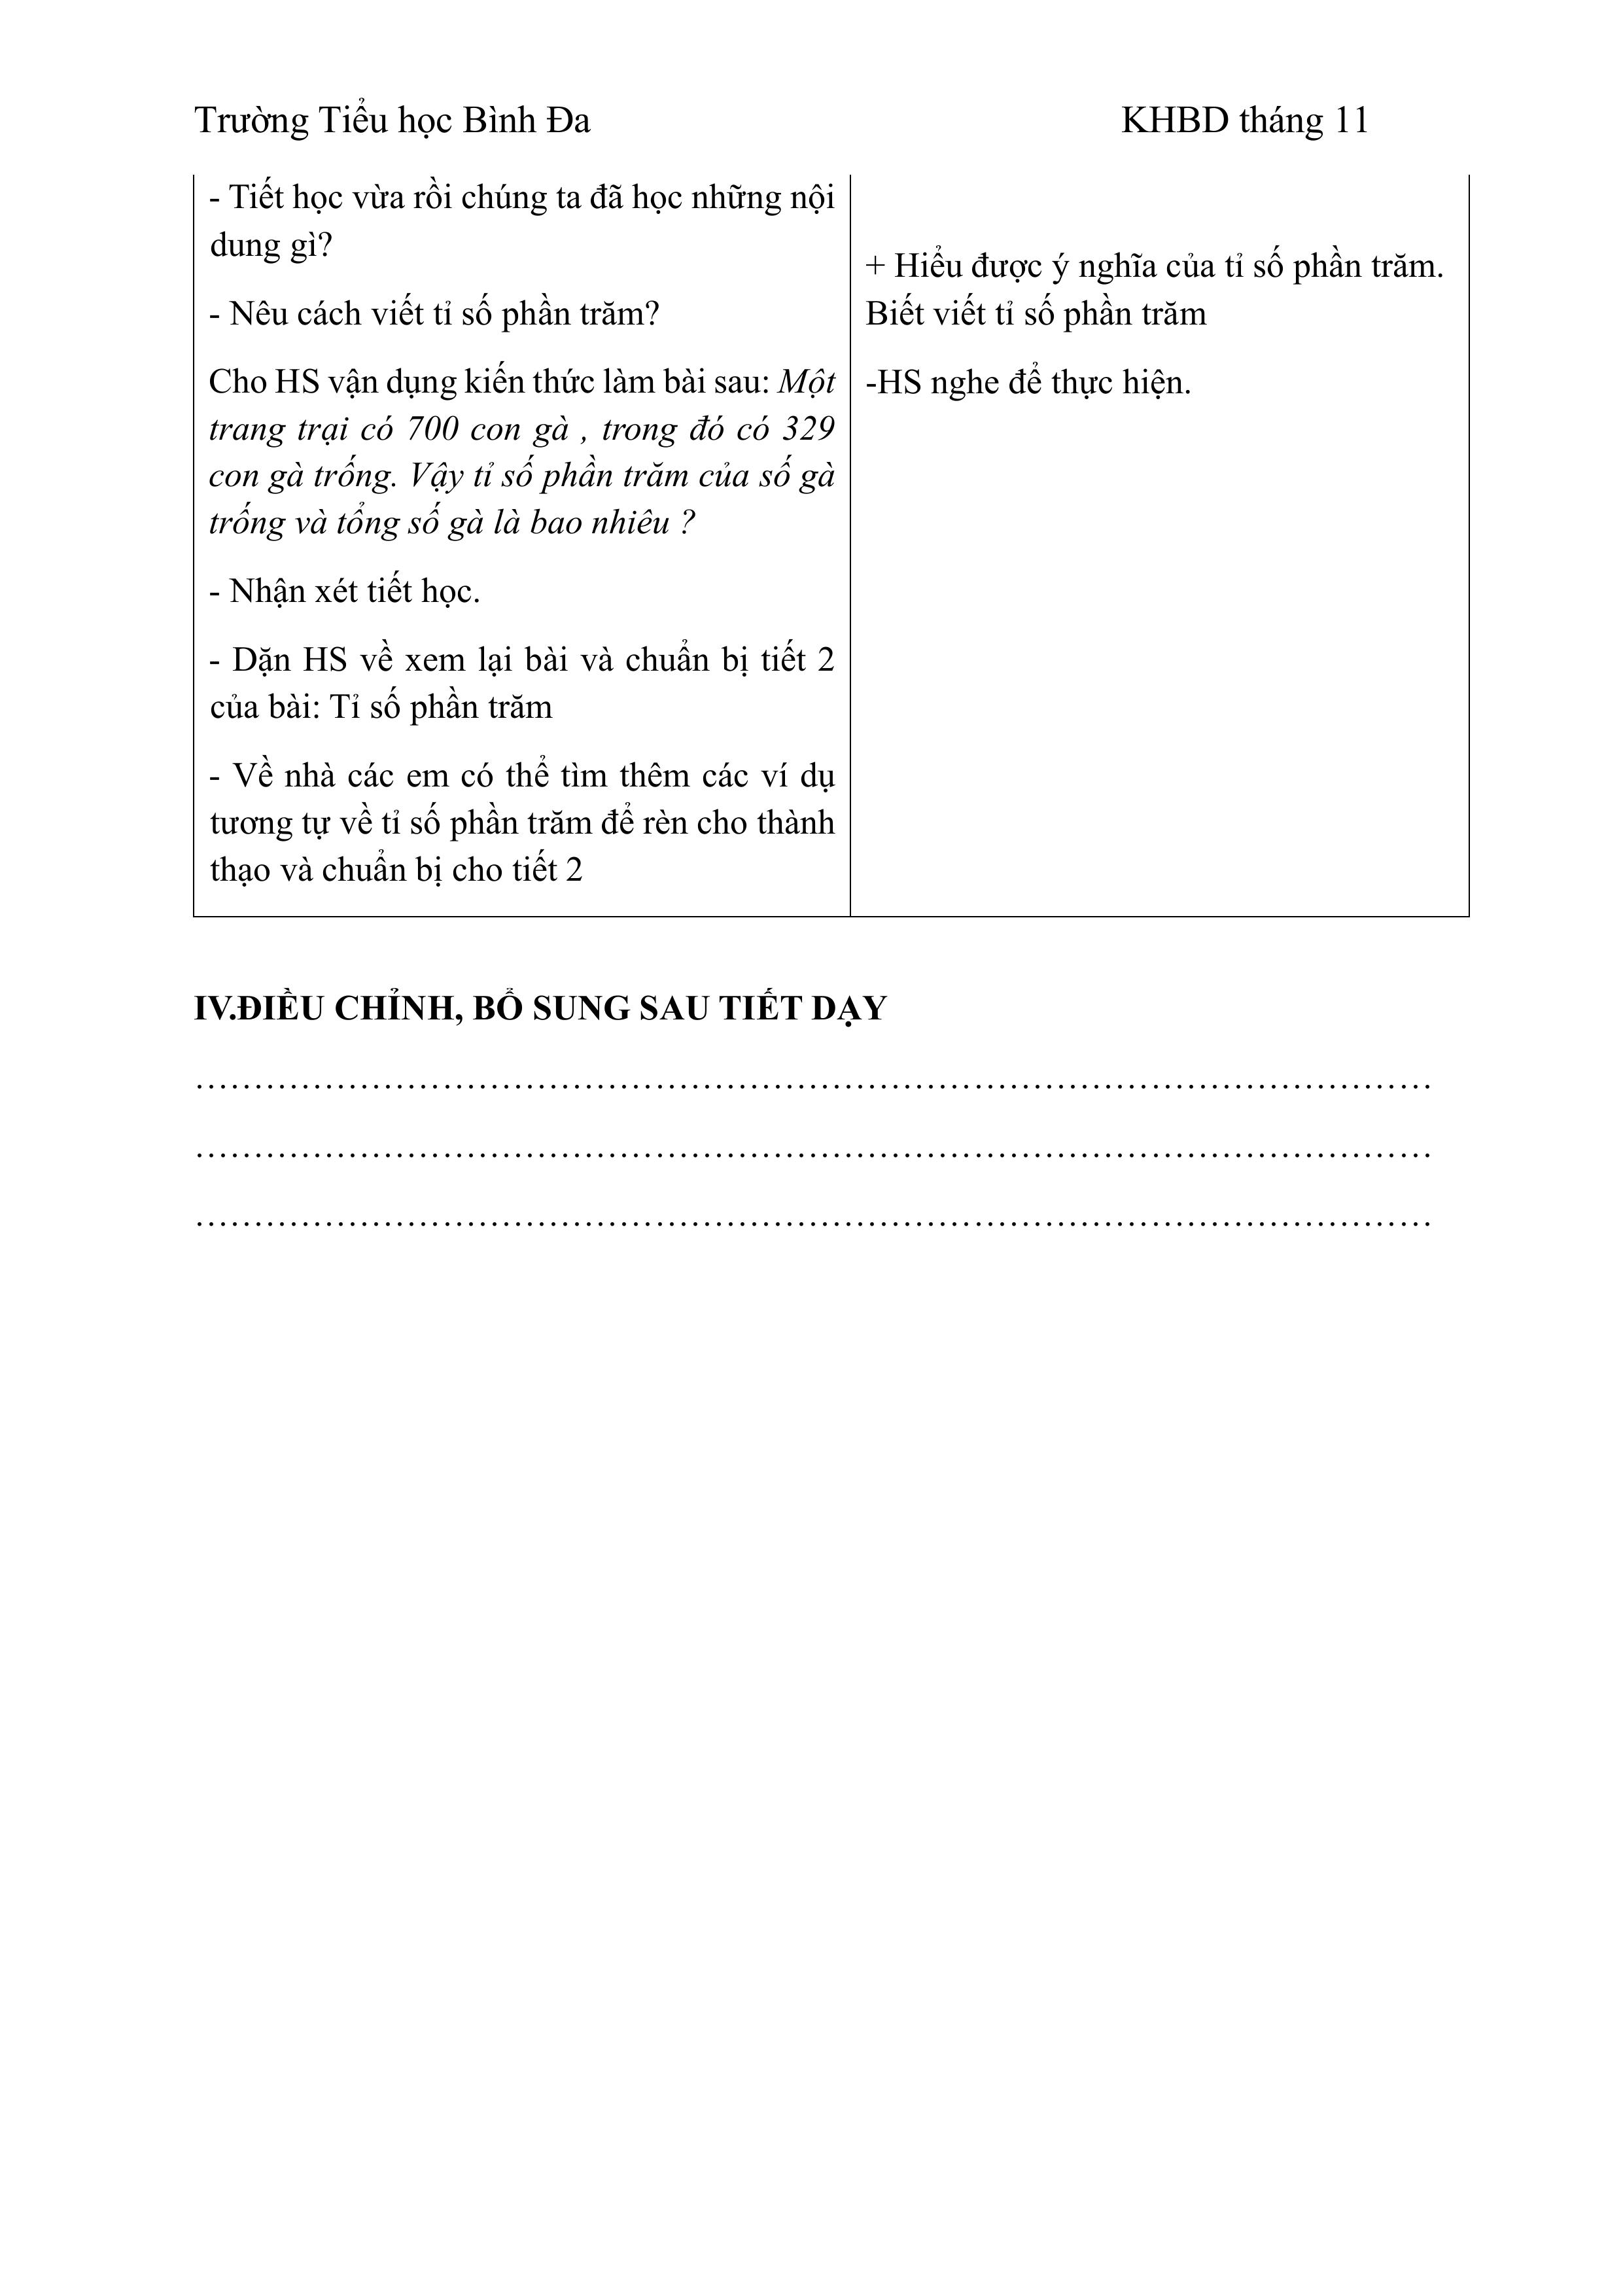 Trường Tiểu học Bình Đa KHBD tháng 11
- Tiết học vừa rồi chúng ta đã học những nội
dung gì?
- Nêu cách viết tỉ số phần trăm?
Cho HS vận dụng kiến thức làm bài sau: Một
trang trại có 700 con gà , trong đó có 329
con gà trống. Vậy tỉ số phần trăm của số gà
trống và tổng số gà là bao nhiêu ?
- Nhận xét tiết học.
- Dặn HS về xem lại bài và chuẩn bị tiết 2
của bài: Tỉ số phần trăm
- Về nhà các em có thể tìm thêm các ví dụ
tương tự về tỉ số phần trăm để rèn cho thành
thạo và chuẩn bị cho tiết 2
+ Hiểu được ý nghĩa của tỉ số phần trăm.
Biết viết tỉ số phần trăm
-HS nghe để thực hiện.
IV.ĐIỀU CHỈNH, BỔ SUNG SAU TIẾT DẠY
……………………………………………………………………………………………
……………………………………………………………………………………………
……………………………………………………………………………………………